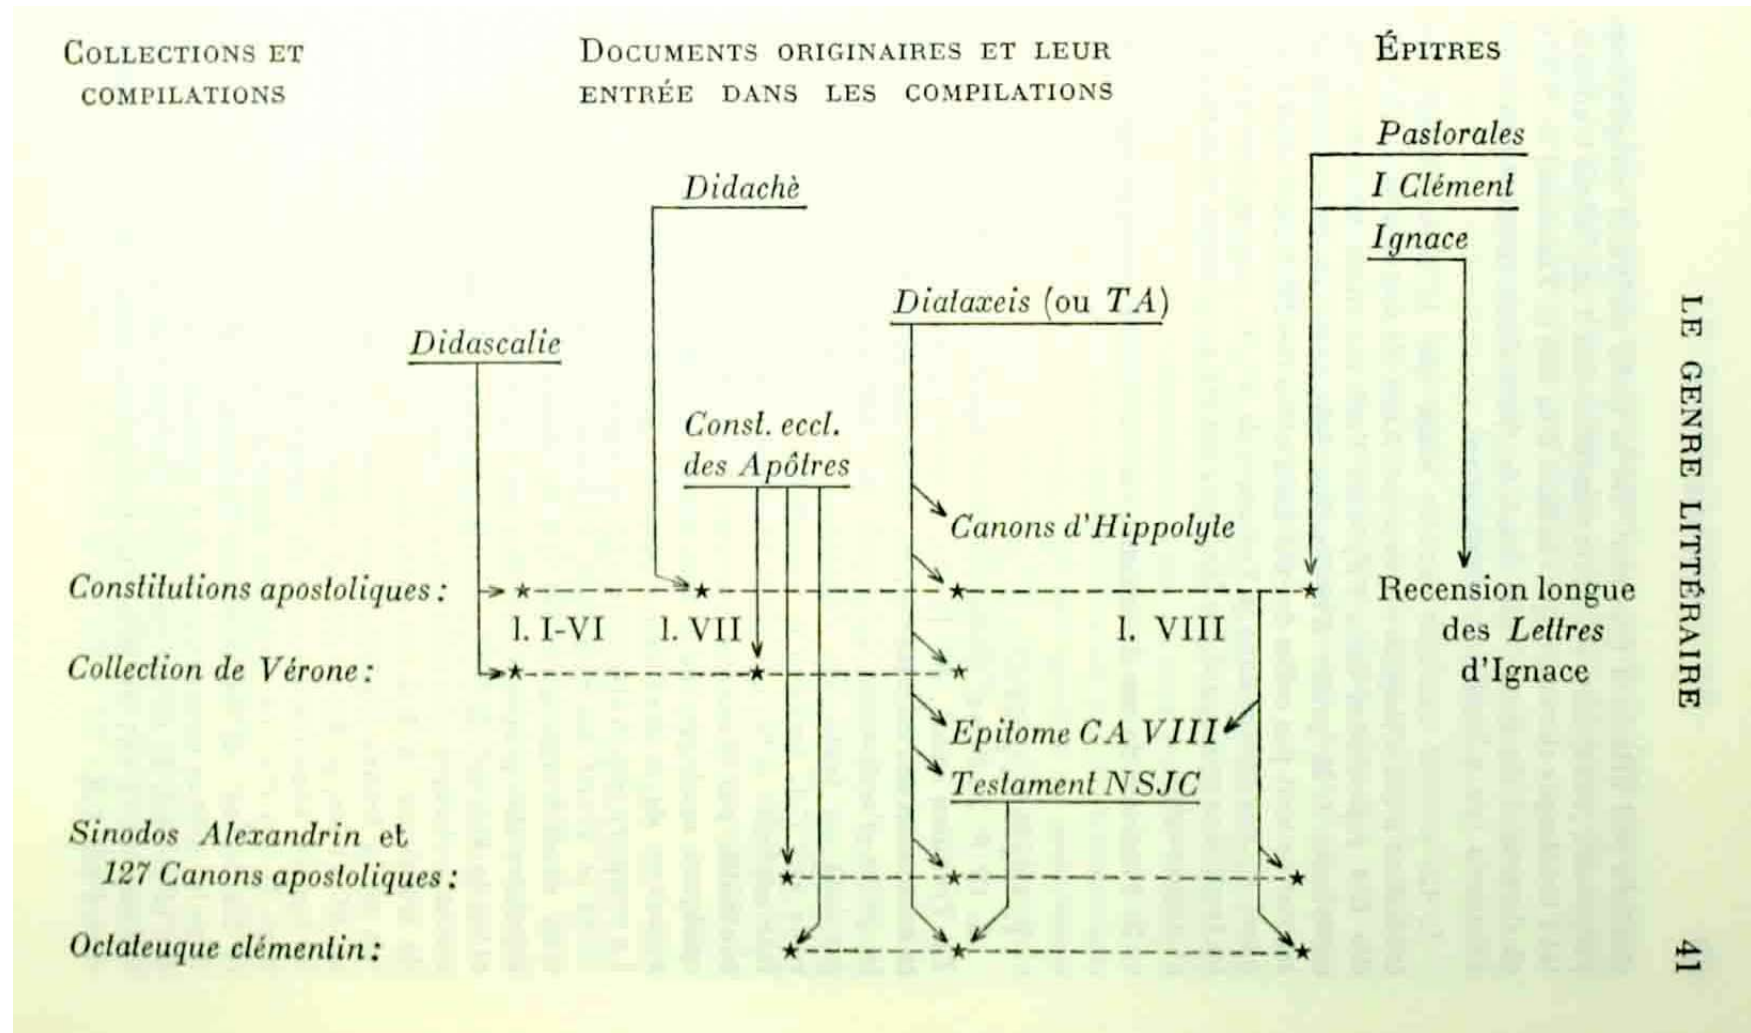 COLLECTIONS ET
COMPILATIONS
DOCUMENTS ORIGINAIRES ET LEUR
ENTRÉE DANS LES COMPILATIONS
ÉPITRES
Pastorales
I Clément
Ignace
Didachè
Diataxeis (ou TA)
Didascalie
Const. eccl.
des Apôtres
Canons d'Hippolyte
Constitutions apostoliques :
l. I-VI
l. VII
l. VIII
Recension longue
des Lettres
d'Ignace
Collection de Vérone :
Epitome CA VIII
Testament NSJC
Sinodos Alexandrin et
127 Canons apostoliques :
Octateuque clémentin :
LE GENRE LITTÉRAIRE
41